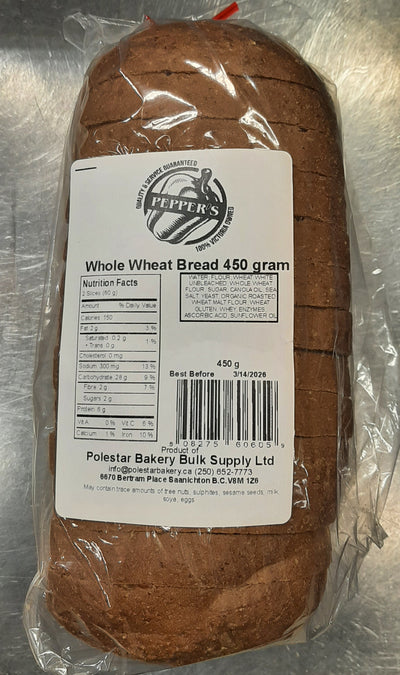 QUALITY & SERVICE GUARANTEED
PEPPER'S
100% VICTORIA OWNED
Whole Wheat Bread 450 gram
Nutrition Facts
2 Slices (60 g)
Amount % Daily Value
Calories 150
Fat 2 g 3 %
Saturated 0.2 g
+ Trans 0 g 1 %
Cholesterol 0 mg
Sodium 300 mg 13 %
Carbohydrate 28 g 9 %
Fibre 2 g 7 %
Sugars 2 g
Protein 6 g
Vit A 0 % Vit C 6 %
Calcium 1 % Iron 10 %
WATER, FLOUR, WHEAT, WHITE
UNBLEACHED, WHOLE WHEAT
FLOUR, SUGAR, CANOLA OIL, SEA
SALT, YEAST, ORGANIC ROASTED
WHEAT MALT FLOUR, WHEAT
GLUTEN, WHEY, ENZYMES,
ASCORBIC ACID, SUNFLOWER OIL
450 g
Best Before 3/14/2026
08275 60605 9
Product of
Polestar Bakery Bulk Supply Ltd
info@polestarbakery.ca (250) 652-7773
6670 Bertram Place Saanichton B.C. V8M 1Z6
May contain trace amounts of tree nuts, sulphites, sesame seeds, milk,
soya, eggs